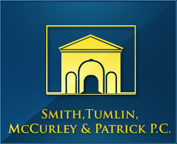 Smith, Tumlin,
McCurley & Patrick P.C.